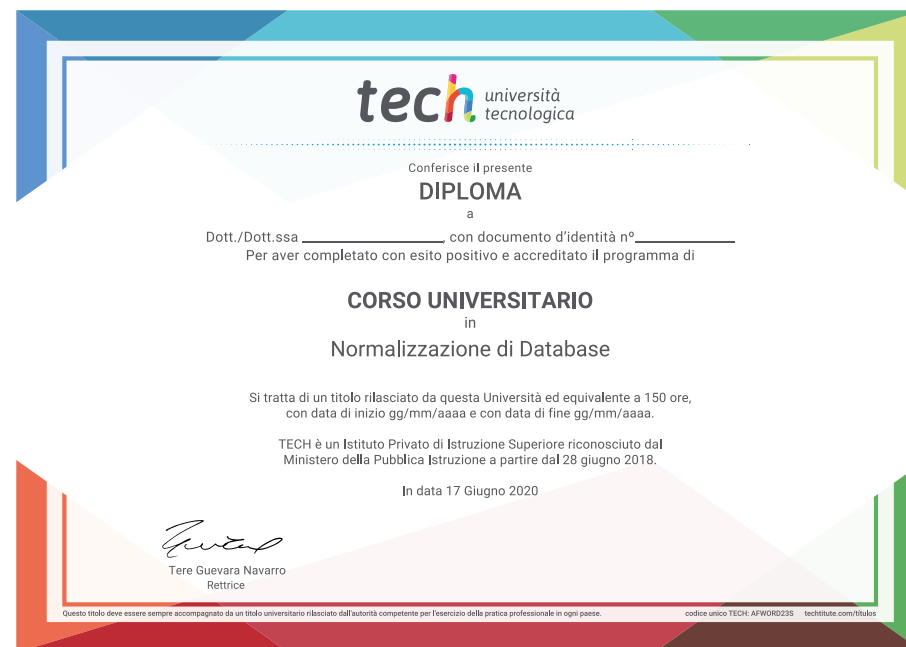 tech università
tecnologica
Conferisce il presente
DIPLOMA
a
Dott./Dott.ssa ____________________, con documento d'identità nº______________
Per aver completato con esito positivo e accreditato il programma di
CORSO UNIVERSITARIO
in
Normalizzazione di Database
Si tratta di un titolo rilasciato da questa Università ed equivalente a 150 ore,
con data di inizio gg/mm/aaaa e con data di fine gg/mm/aaaa.
TECH è un Istituto Privato di Istruzione Superiore riconosciuto dal
Ministero della Pubblica Istruzione a partire dal 28 giugno 2018.
In data 17 Giugno 2020
Tere Guevara Navarro
Rettrice
Questo titolo deve essere sempre accompagnato da un titolo universitario rilasciato dall'autorità competente per l'esercizio della pratica professionale in ogni paese. codice unico TECH: AFWORD23S techtitute.com/títulos